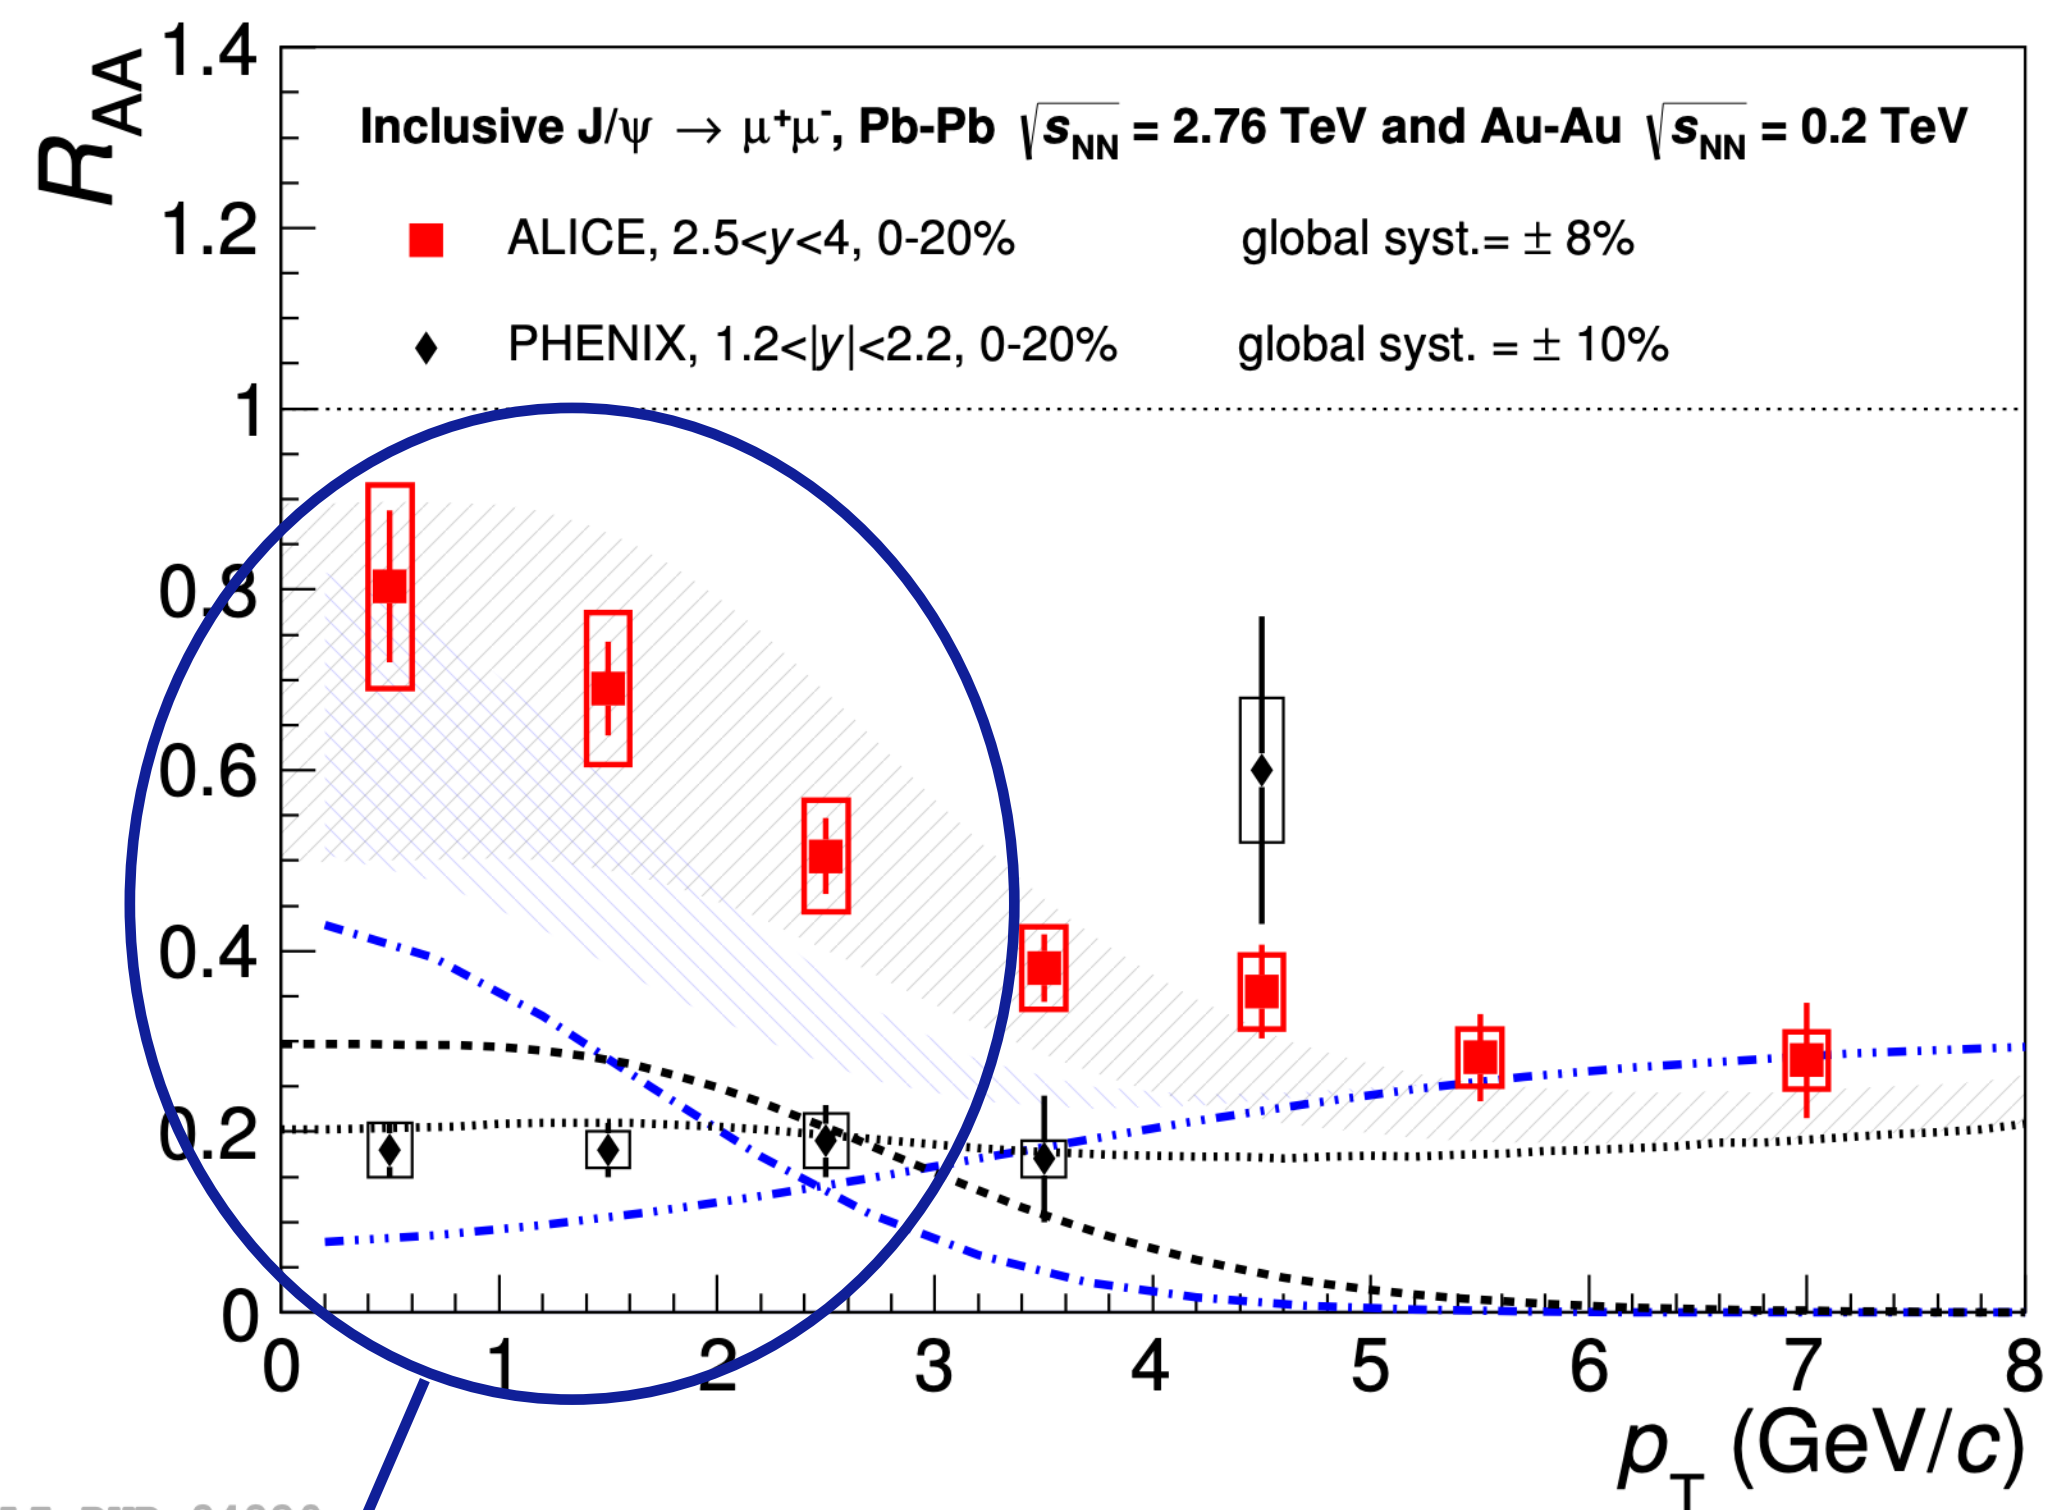 R_AA
1.4
Inclusive J/ψ → μ⁺μ⁻, Pb-Pb √s_NN = 2.76 TeV and Au-Au √s_NN = 0.2 TeV
1.2
ALICE, 2.5<y<4, 0-20% global syst.= ± 8%
PHENIX, 1.2<|y|<2.2, 0-20% global syst. = ± 10%
1
0.8
0.6
0.4
0.2
0
0 1 2 3 4 5 6 7 8
p_T (GeV/c)